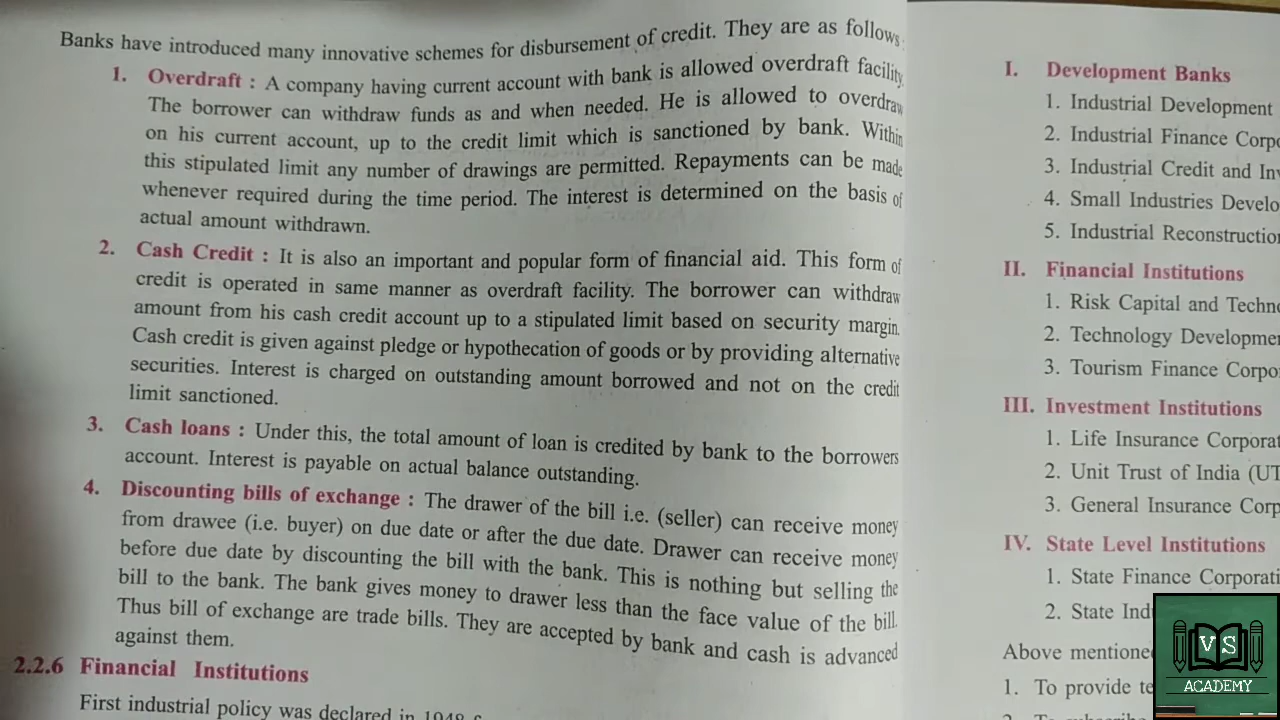 Banks have introduced many innovative schemes for disbursement of credit. They are as follows:
1. Overdraft : A company having current account with bank is allowed overdraft facility.
The borrower can withdraw funds as and when needed. He is allowed to overdraw
on his current account, up to the credit limit which is sanctioned by bank. Within
this stipulated limit any number of drawings are permitted. Repayments can be made
whenever required during the time period. The interest is determined on the basis of
actual amount withdrawn.
2. Cash Credit : It is also an important and popular form of financial aid. This form of
credit is operated in same manner as overdraft facility. The borrower can withdraw
amount from his cash credit account up to a stipulated limit based on security margin.
Cash credit is given against pledge or hypothecation of goods or by providing alternative
securities. Interest is charged on outstanding amount borrowed and not on the credit
limit sanctioned.
3. Cash loans : Under this, the total amount of loan is credited by bank to the borrowers
account. Interest is payable on actual balance outstanding.
4. Discounting bills of exchange : The drawer of the bill i.e. (seller) can receive money
from drawee (i.e. buyer) on due date or after the due date. Drawer can receive money
before due date by discounting the bill with the bank. This is nothing but selling the
bill to the bank. The bank gives money to drawer less than the face value of the bill.
Thus bill of exchange are trade bills. They are accepted by bank and cash is advanced
against them.
2.2.6 Financial Institutions
First industrial policy was declared in
I. Development Banks
1. Industrial Development
2. Industrial Finance
3. Industrial Credit and
4. Small Industries
5. Industrial
II. Financial Institutions
1. Risk Capital and
2. Technology
3. Tourism Finance
III. Investment Institutions
1. Life Insurance
2. Unit Trust of India
3. General Insurance
IV. State Level Institutions
1. State Finance
2. State
Above
1. To provide
VS
ACADEMY